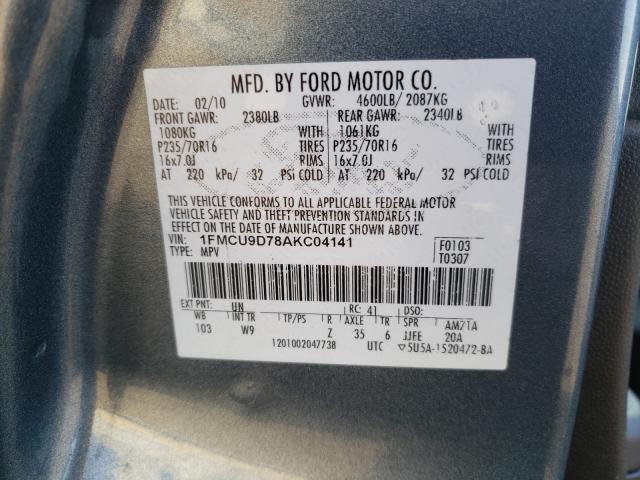 MFD. BY FORD MOTOR CO.
DATE: 02/10 GVWR: 4600LB/ 2087KG
FRONT GAWR: 2380LB REAR GAWR: 2340LB
1080KG WITH 1061KG WITH
P235/70R16 TIRES P235/70R16 TIRES
16x7.0J RIMS 16x7.0J RIMS
AT 220 kPa/ 32 PSI COLD AT 220 kPa/ 32 PSI COLD
THIS VEHICLE CONFORMS TO ALL APPLICABLE FEDERAL MOTOR
VEHICLE SAFETY AND THEFT PREVENTION STANDARDS IN
EFFECT ON THE DATE OF MANUFACTURE SHOWN ABOVE.
VIN: 1FMCU9D78AKC04141 F0103
TYPE: MPV T0307
EXT PNT: UN RC: 41 DSO:
WB INT TR TP/PS R AXLE TR SPR AM7TA
103 W9 Z 35 6 JJFE 20A
1201002047738 UTC ▽5U5A-1520472-BA